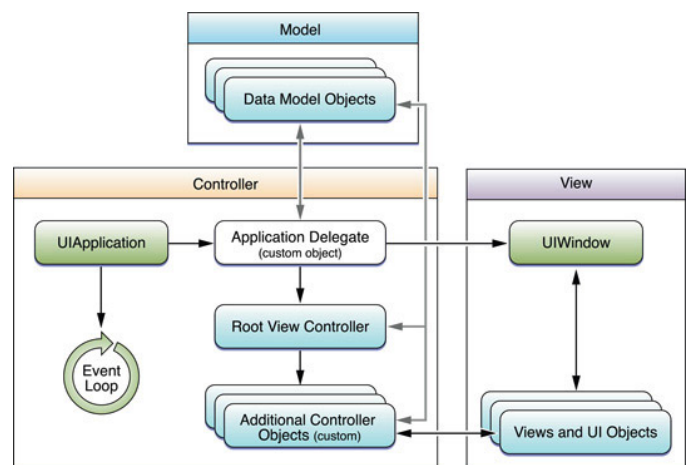 Model
Data Model Objects
Controller
View
UIApplication
Application Delegate
(custom object)
UIWindow
Root View Controller
Event
Loop
Additional Controller
Objects (custom)
Views and UI Objects